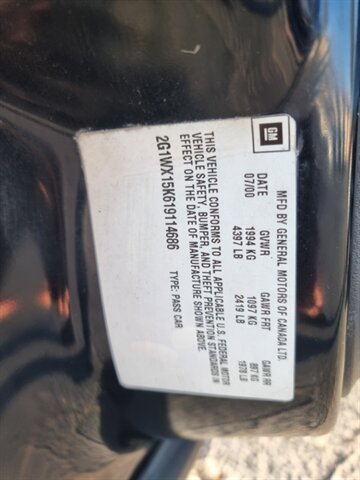 GM
MFD BY GENERAL MOTORS OF CANADA LTD.
DATE GVWR GAWR FRT GAWR RR
07/00 1994 KG 1097 KG 897 KG
4397 LB 2419 LB 1978 LB
THIS VEHICLE CONFORMS TO ALL APPLICABLE U.S. FEDERAL MOTOR
VEHICLE SAFETY, BUMPER, AND THEFT PREVENTION STANDARDS IN
EFFECT ON THE DATE OF MANUFACTURE SHOWN ABOVE.
2G1WX15K619114686 TYPE: PASS CAR